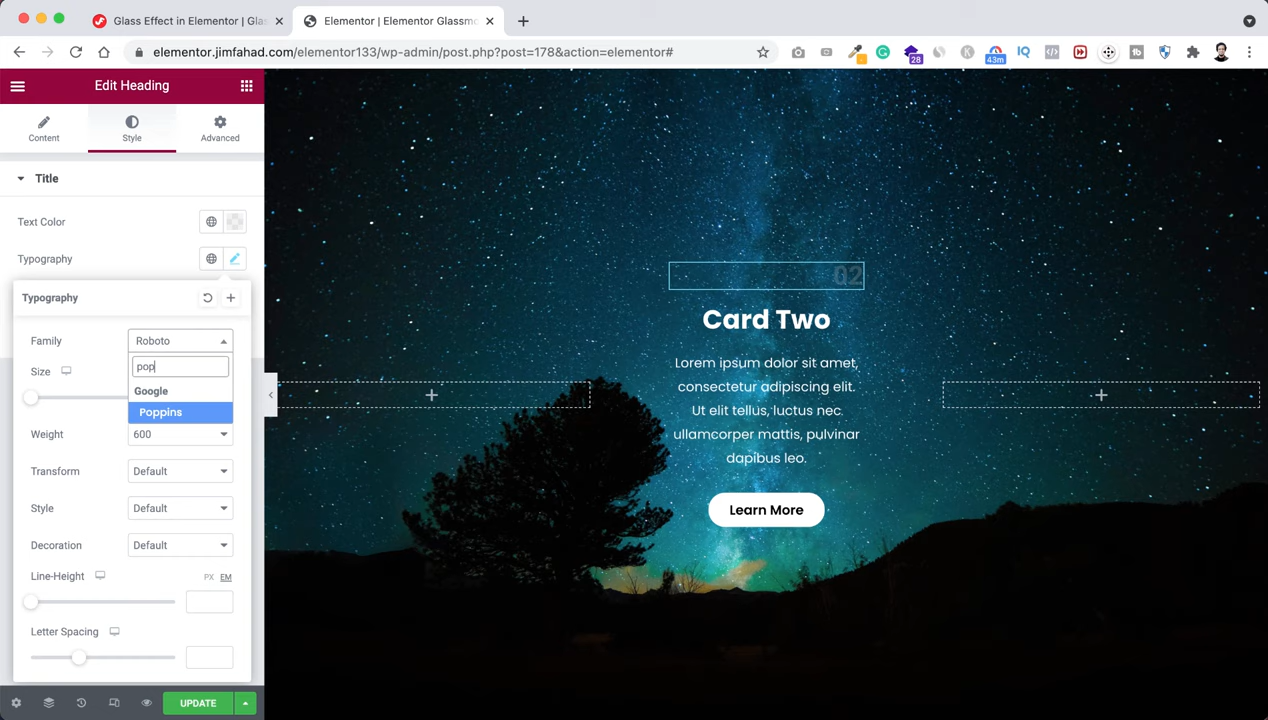 Glass Effect in Elementor | Glas
Elementor | Elementor Glassmo
elementor.jimfahad.com/elementor133/wp-admin/post.php?post=178&action=elementor#
28
43m
Edit Heading
Content
Style
Advanced
Title
Text Color
Typography
Typography
Family
Roboto
pop
Size
Google
Poppins
Weight
600
Transform
Default
Style
Default
Decoration
Default
Line-Height
PX
EM
Letter Spacing
UPDATE
02
Card Two
Lorem ipsum dolor sit amet,
consectetur adipiscing elit.
Ut elit tellus, luctus nec
ullamcorper mattis, pulvinar
dapibus leo.
Learn More